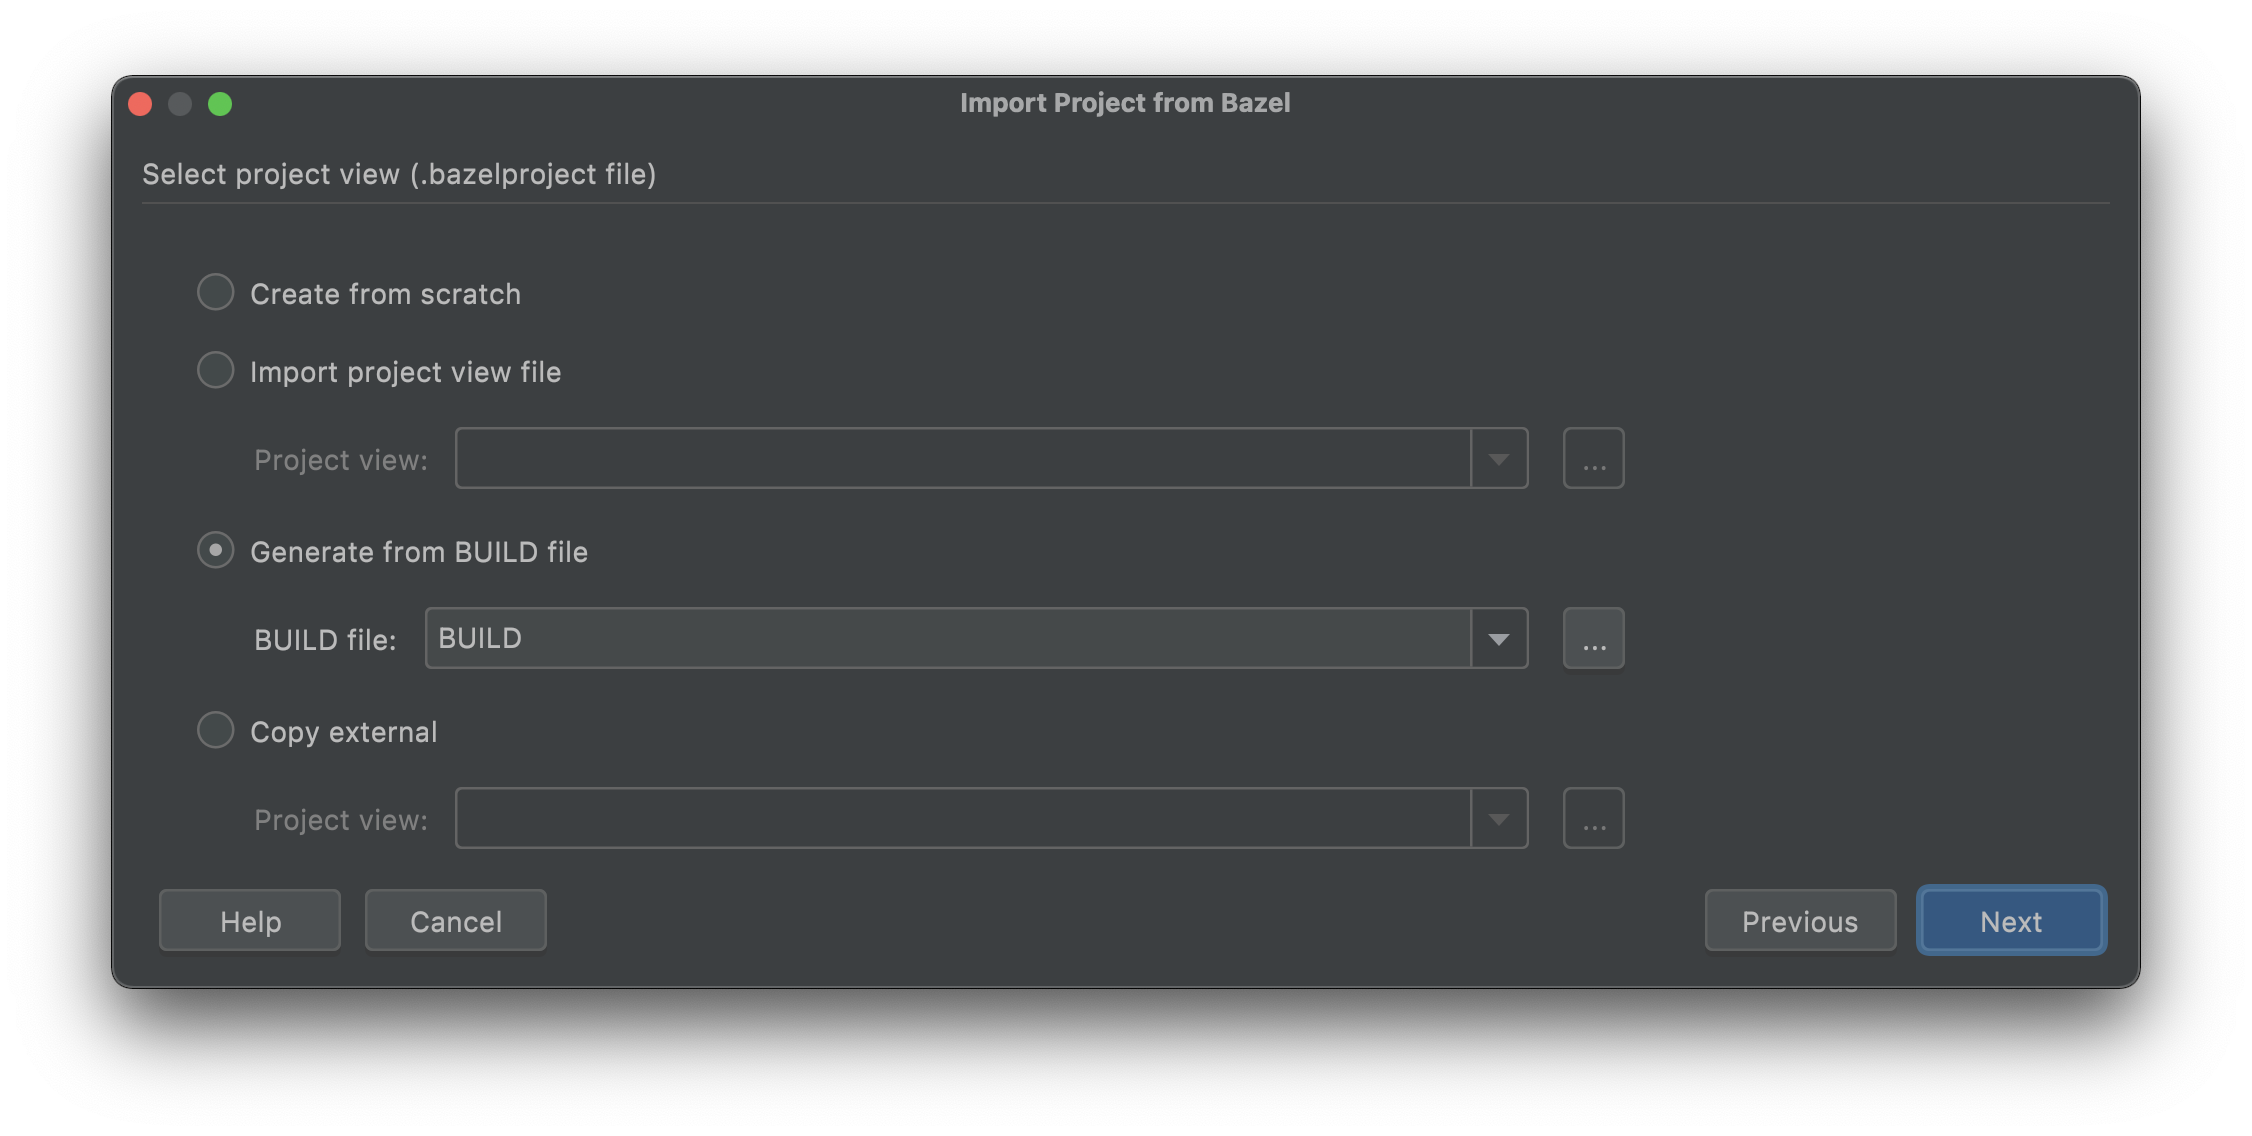 Import Project from Bazel
Select project view (.bazelproject file)
Create from scratch
Import project view file
Project view:
...
Generate from BUILD file
BUILD file: BUILD
...
Copy external
Project view:
...
Help Cancel Previous Next